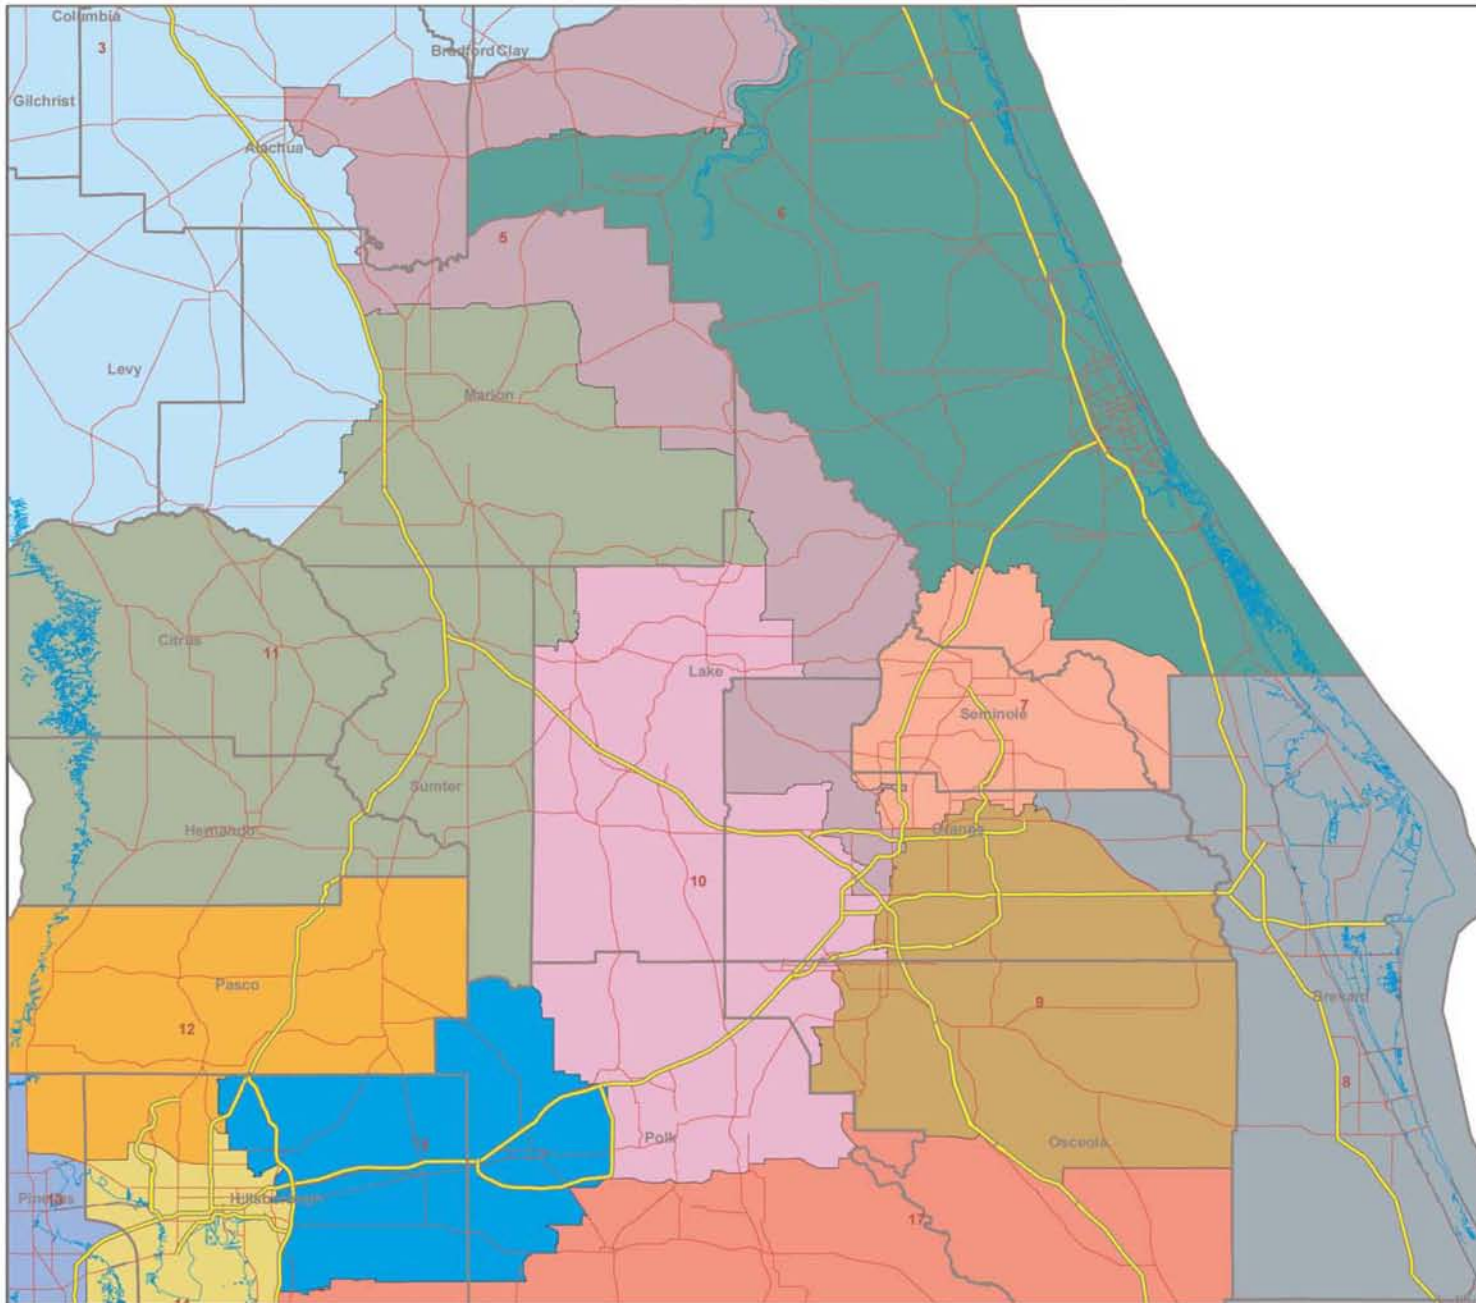 Columbia
3
Bradford Clay
Gilchrist
Alachua
6
5
Levy
Marion
Citrus
11
Lake
7
Seminole
Sumter
Hernando
Orange
10
Pasco
9
Brevard
12
8
Polk
Osceola
Pinellas
Hillsborough
17